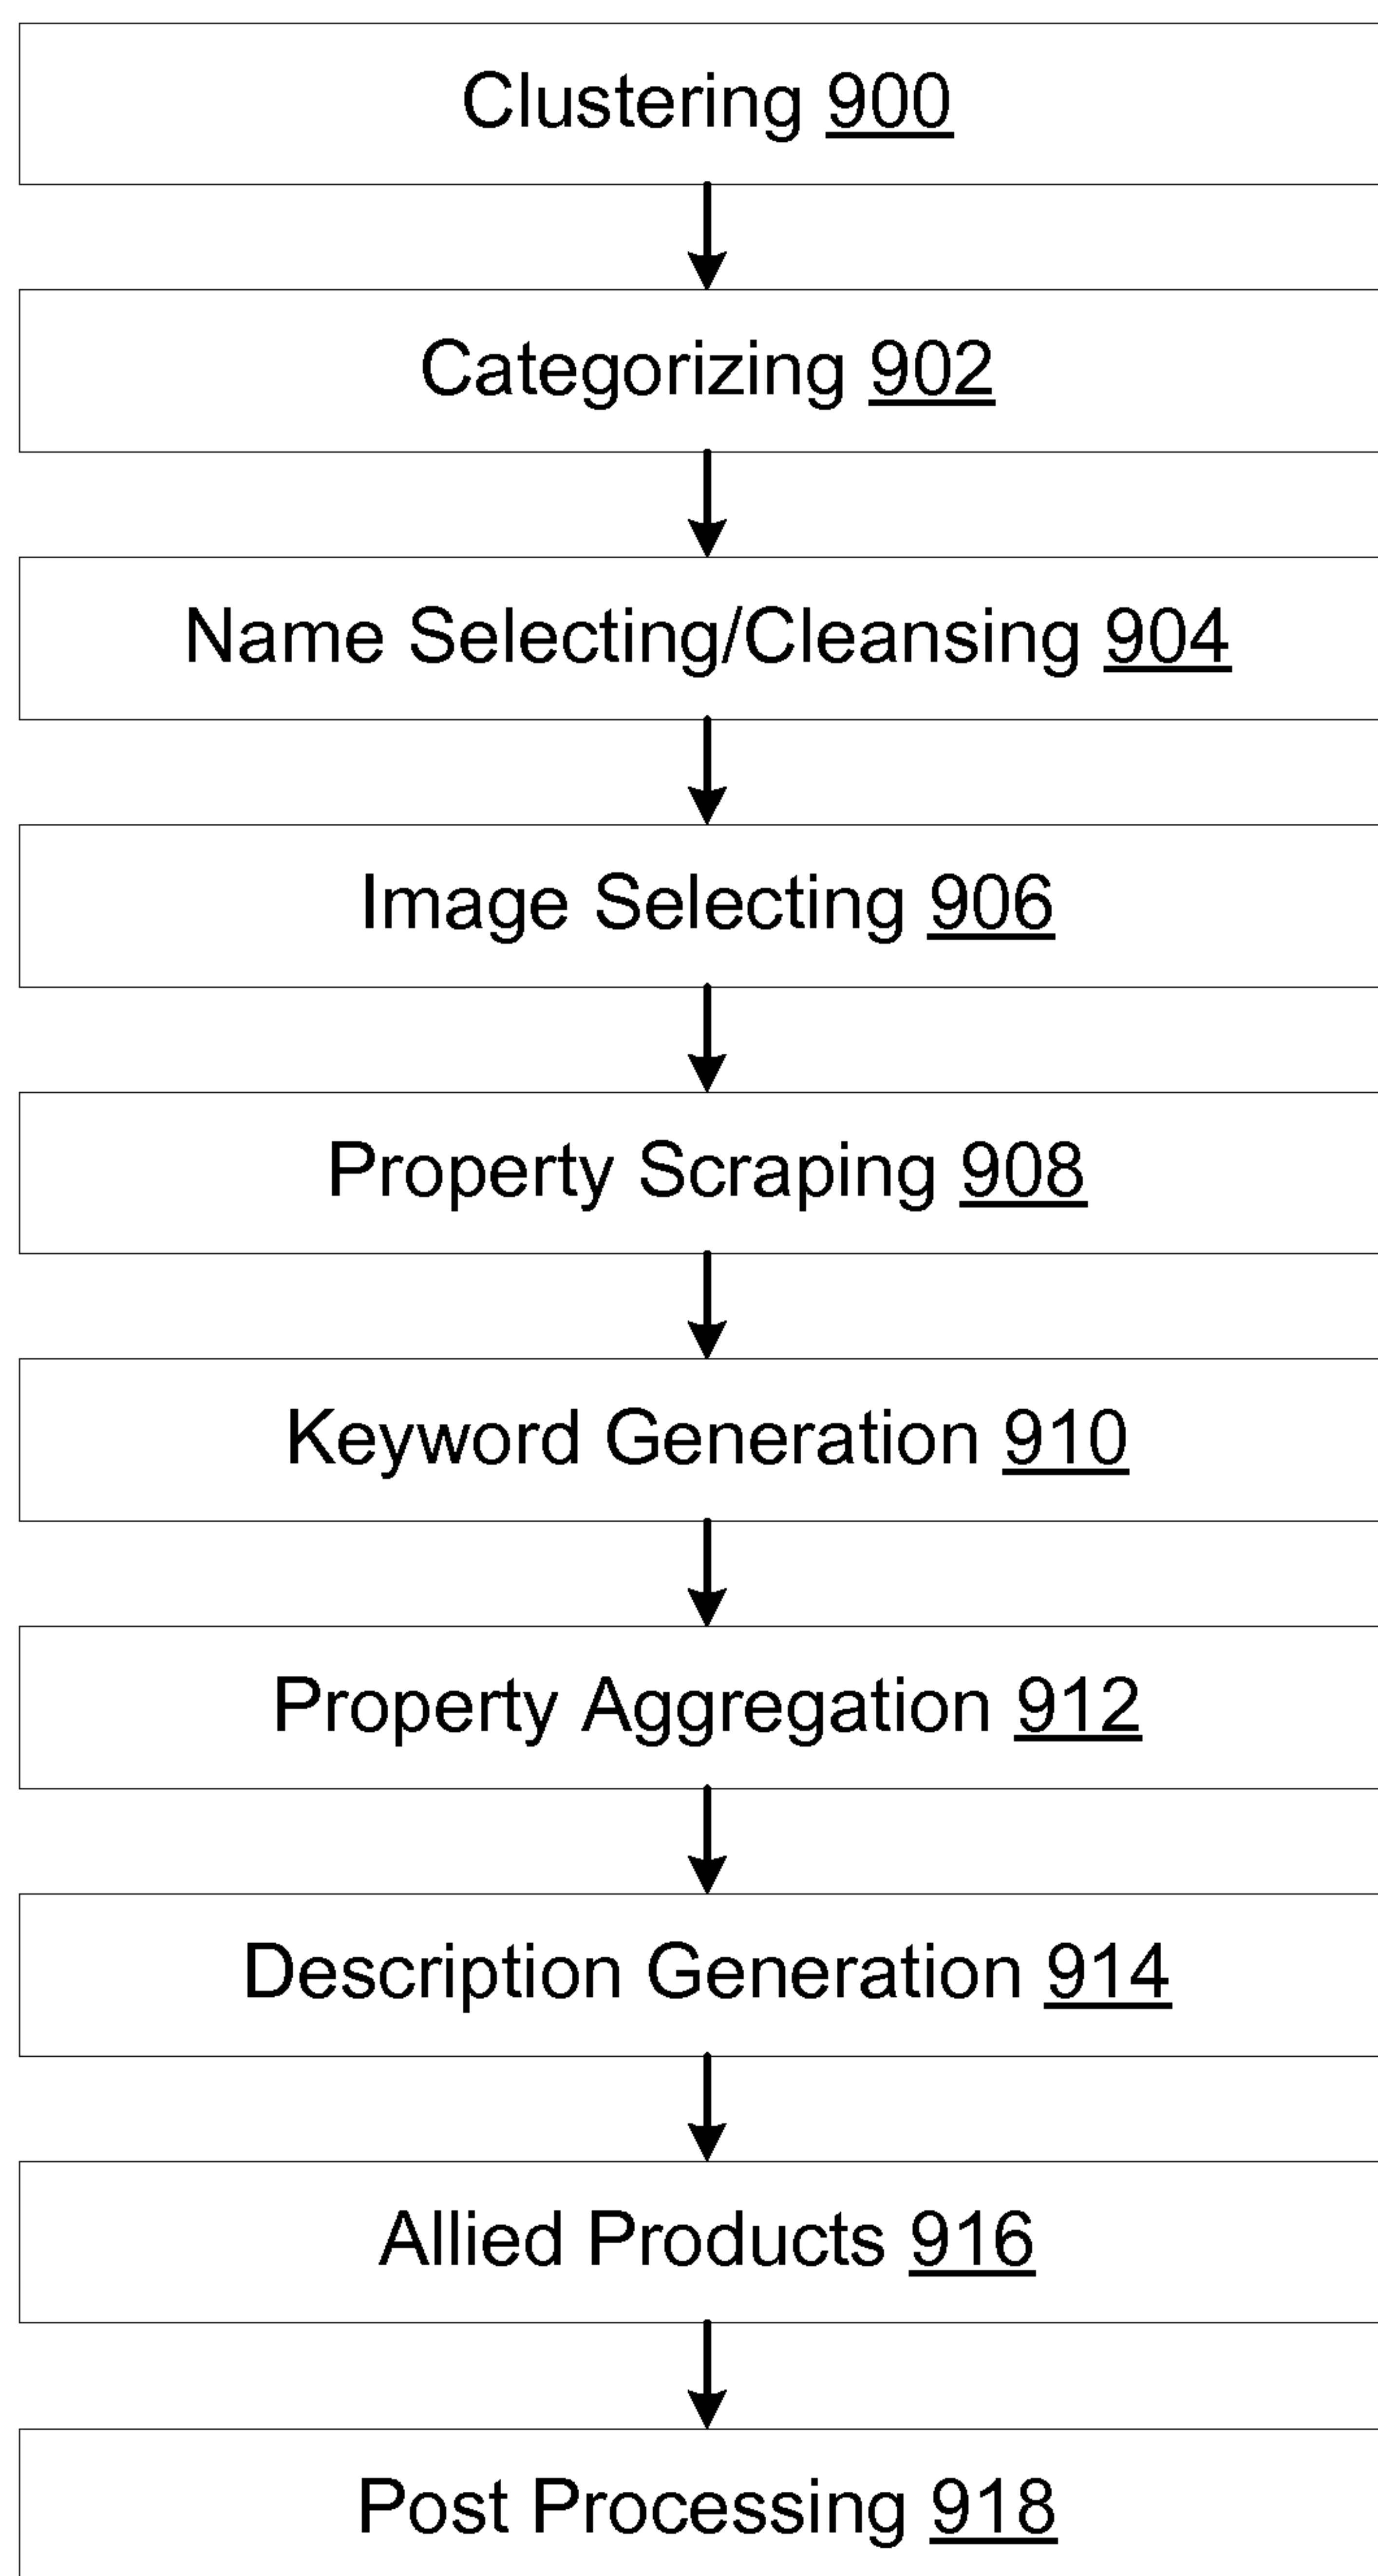 Clustering 900
Categorizing 902
Name Selecting/Cleansing 904
Image Selecting 906
Property Scraping 908
Keyword Generation 910
Property Aggregation 912
Description Generation 914
Allied Products 916
Post Processing 918